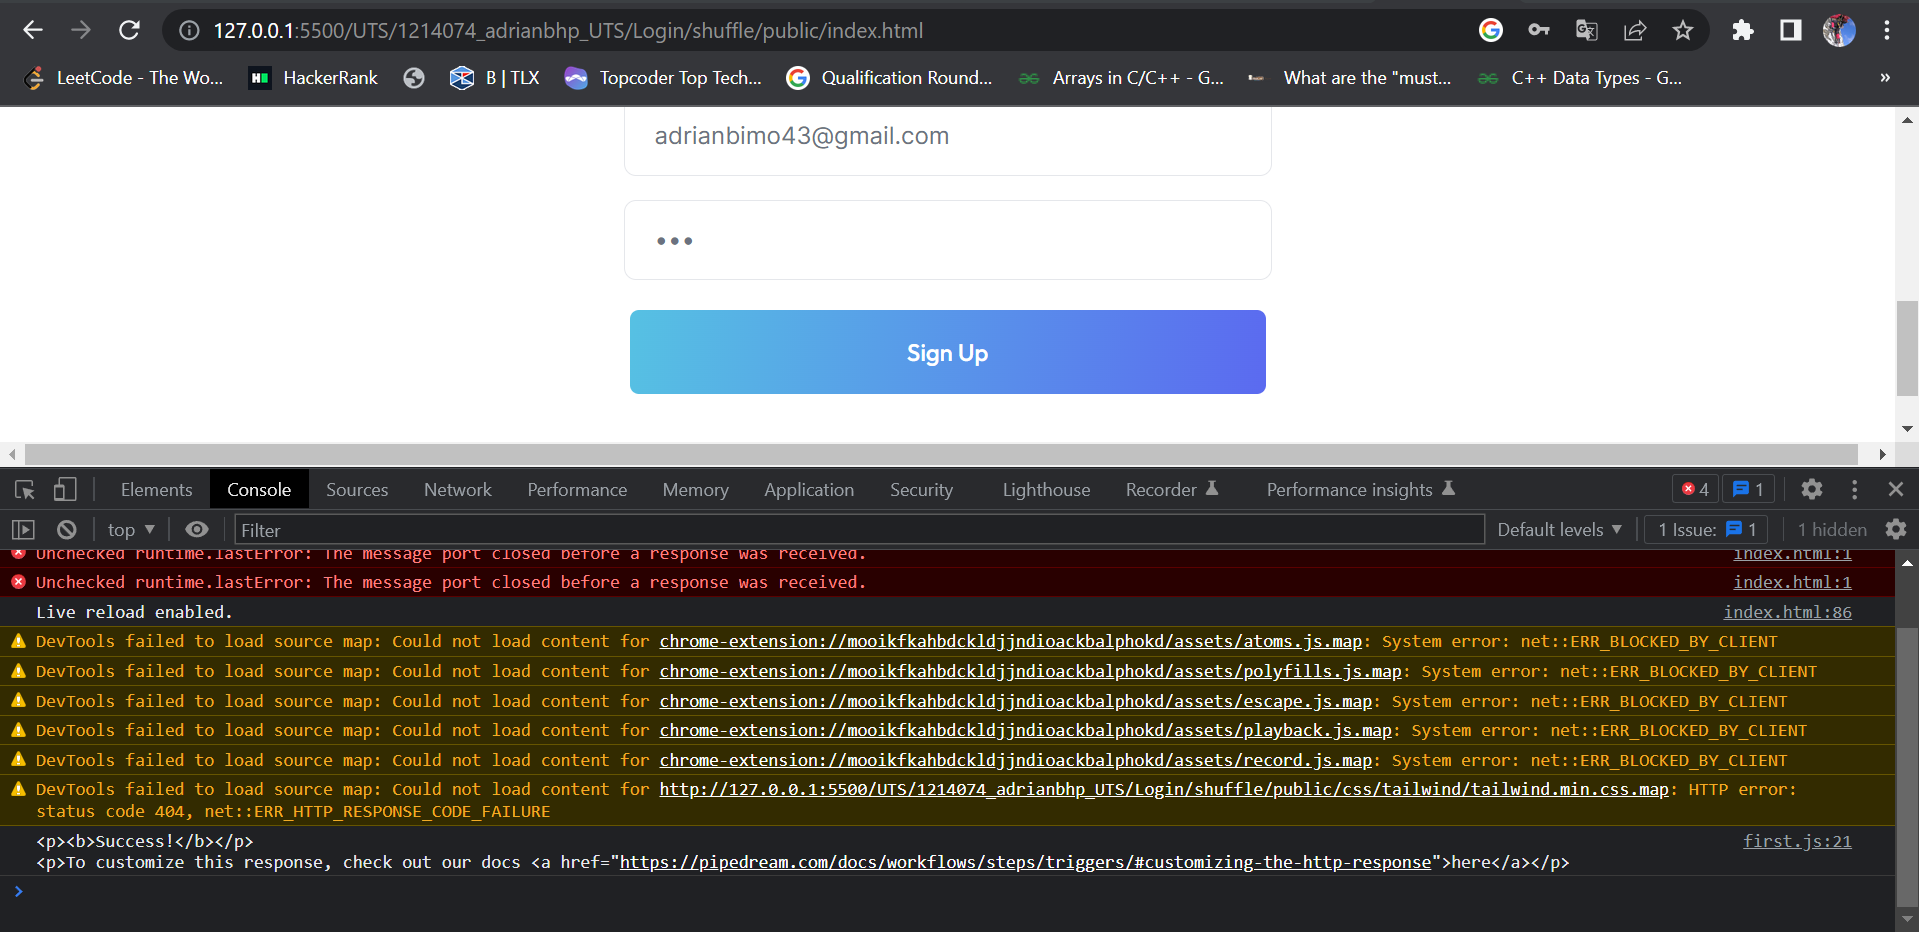 127.0.0.1:5500/UTS/1214074_adrianbhp_UTS/Login/shuffle/public/index.html
LeetCode - The Wo... HackerRank B | TLX Topcoder Top Tech... Qualification Round... Arrays in C/C++ - G... What are the "must... C++ Data Types - G... »
adrianbimo43@gmail.com
•••
Sign Up
Elements Console Sources Network Performance Memory Application Security Lighthouse Recorder Performance insights 4 1
top Filter Default levels 1 Issue: 1 1 hidden
Unchecked runtime.lastError: The message port closed before a response was received. index.html:1
Unchecked runtime.lastError: The message port closed before a response was received. index.html:1
Live reload enabled. index.html:86
DevTools failed to load source map: Could not load content for chrome-extension://mooikfkahbdckldjjndioackbalphokd/assets/atoms.js.map: System error: net::ERR_BLOCKED_BY_CLIENT
DevTools failed to load source map: Could not load content for chrome-extension://mooikfkahbdckldjjndioackbalphokd/assets/polyfills.js.map: System error: net::ERR_BLOCKED_BY_CLIENT
DevTools failed to load source map: Could not load content for chrome-extension://mooikfkahbdckldjjndioackbalphokd/assets/escape.js.map: System error: net::ERR_BLOCKED_BY_CLIENT
DevTools failed to load source map: Could not load content for chrome-extension://mooikfkahbdckldjjndioackbalphokd/assets/playback.js.map: System error: net::ERR_BLOCKED_BY_CLIENT
DevTools failed to load source map: Could not load content for chrome-extension://mooikfkahbdckldjjndioackbalphokd/assets/record.js.map: System error: net::ERR_BLOCKED_BY_CLIENT
DevTools failed to load source map: Could not load content for http://127.0.0.1:5500/UTS/1214074_adrianbhp_UTS/Login/shuffle/public/css/tailwind/tailwind.min.css.map: HTTP error:
status code 404, net::ERR_HTTP_RESPONSE_CODE_FAILURE
<p><b>Success!</b></p> first.js:21
<p>To customize this response, check out our docs <a href="https://pipedream.com/docs/workflows/steps/triggers/#customizing-the-http-response">here</a></p>